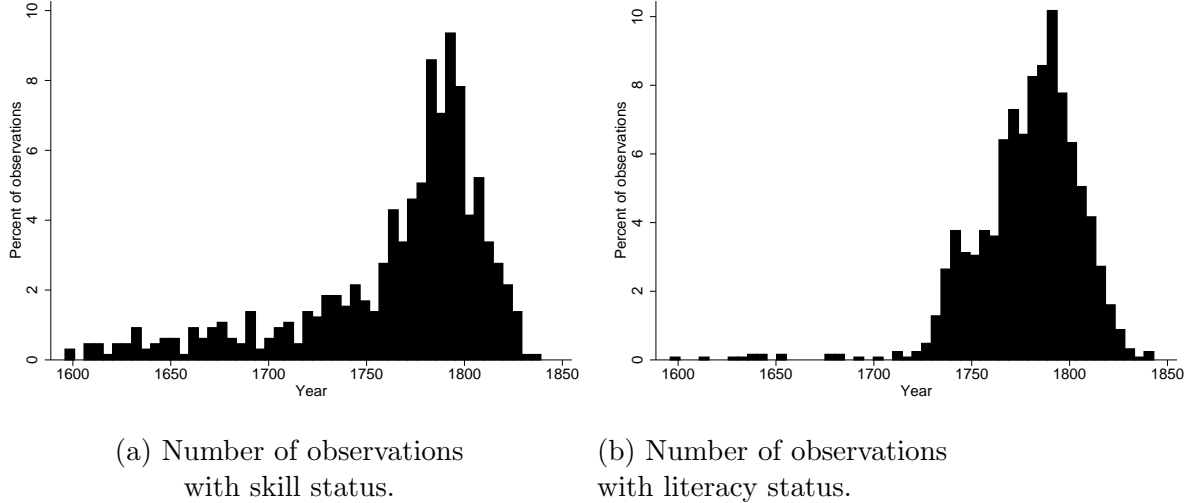 10
8
6
4
2
0
Percent of observations
1600 1650 1700 1750 1800 1850
Year
(a) Number of observations
with skill status.
10
8
6
4
2
0
Percent of observations
1600 1650 1700 1750 1800 1850
Year
(b) Number of observations
with literacy status.